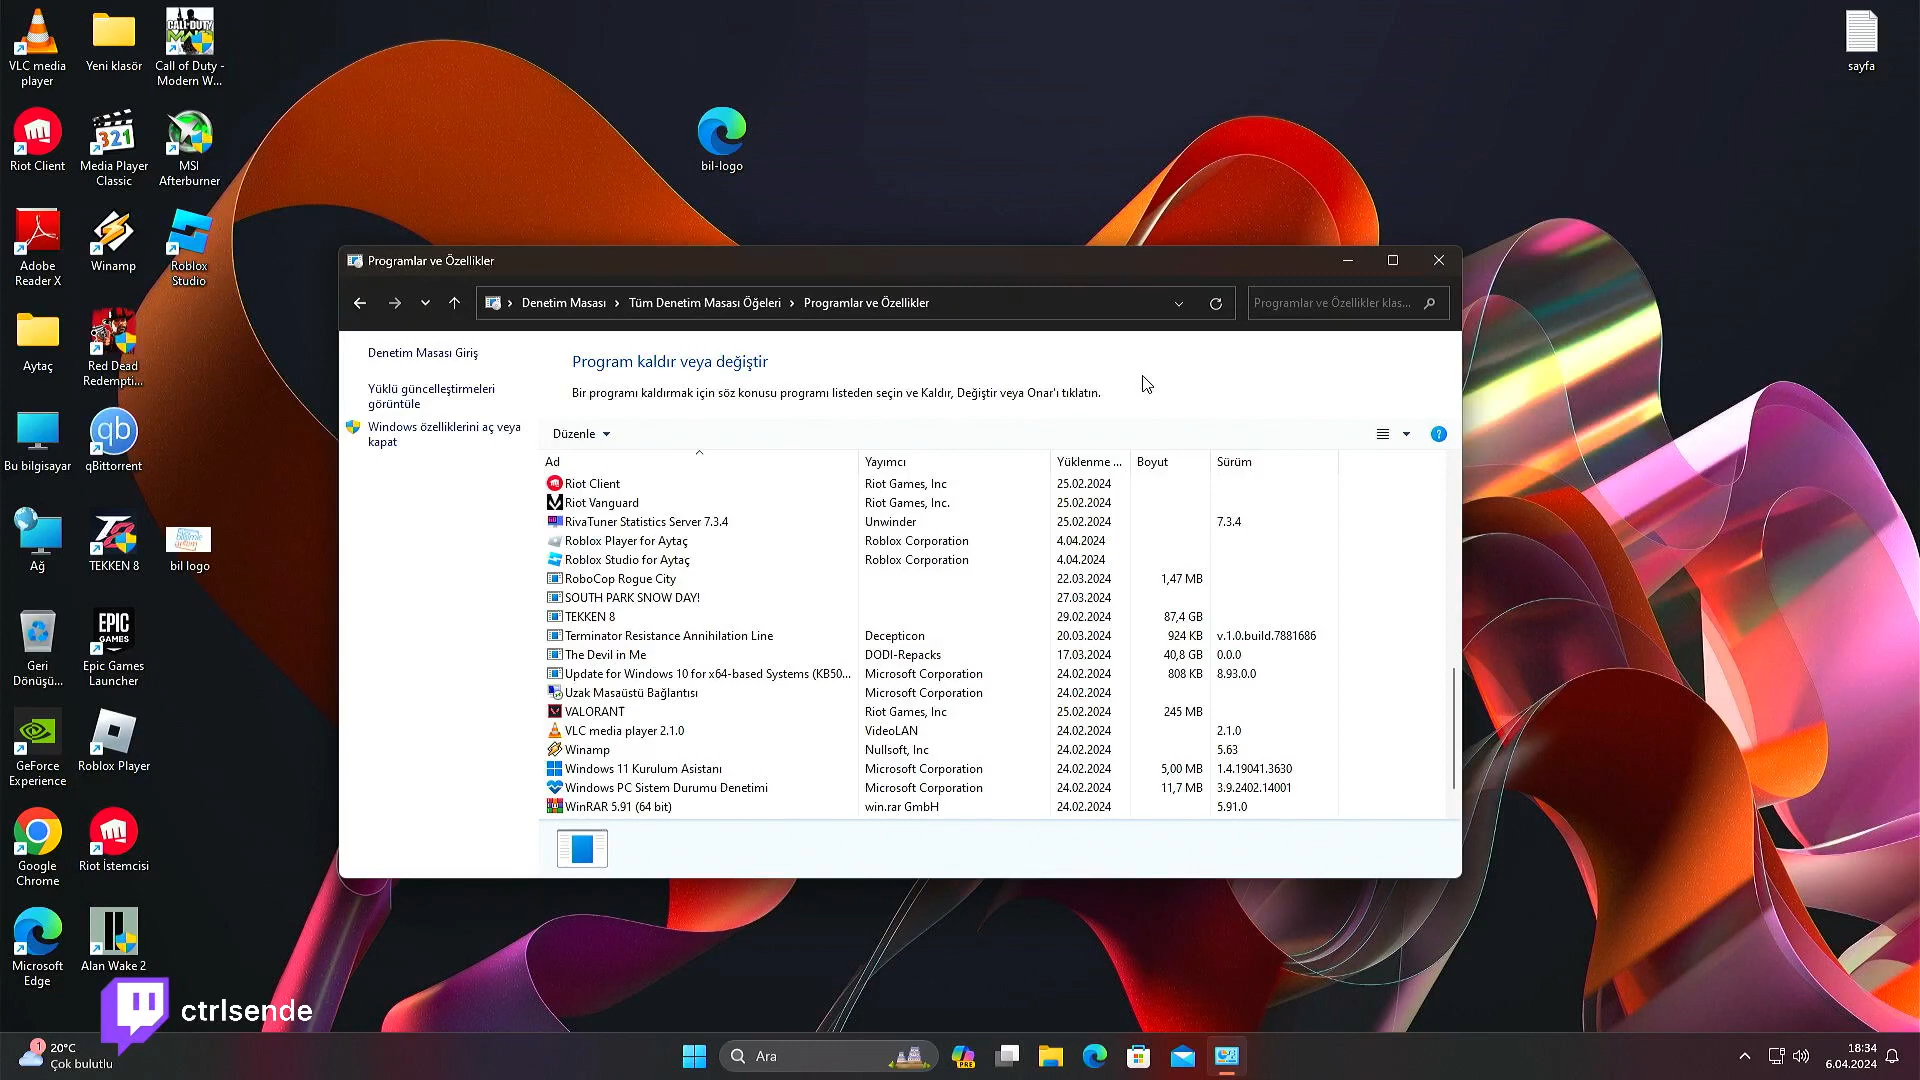 VLC media
player
Yeni klasör
CALL OF DUTY
Call of Duty -
Modern W...
sayfa
Riot Client
321
Media Player
Classic
MSI
Afterburner
bil-logo
Adobe
Reader X
Winamp
Roblox
Studio
Aytaç
Red Dead
Redempti...
Bu bilgisayar
qb
qBittorrent
Ağ
TEKKEN 8
bil logo
Geri
Dönüşü...
EPIC
GAMES
Epic Games
Launcher
GeForce
Experience
Roblox Player
Google
Chrome
Riot İstemcisi
Microsoft
Edge
Alan Wake 2
ctrlsende
Programlar ve Özellikler
Denetim Masası > Tüm Denetim Masası Öğeleri > Programlar ve Özellikler
Programlar ve Özellikler klas...
Denetim Masası Giriş
Yüklü güncelleştirmeleri
görüntüle
Windows özelliklerini aç veya
kapat
Program kaldır veya değiştir
Bir programı kaldırmak için söz konusu programı listeden seçin ve Kaldır, Değiştir veya Onar'ı tıklatın.
Düzenle
?
Ad Yayımcı Yüklenme ... Boyut Sürüm
Riot Client Riot Games, Inc 25.02.2024
Riot Vanguard Riot Games, Inc. 25.02.2024
RivaTuner Statistics Server 7.3.4 Unwinder 25.02.2024 7.3.4
Roblox Player for Aytaç Roblox Corporation 4.04.2024
Roblox Studio for Aytaç Roblox Corporation 4.04.2024
RoboCop Rogue City 22.03.2024 1,47 MB
SOUTH PARK SNOW DAY! 27.03.2024
TEKKEN 8 29.02.2024 87,4 GB
Terminator Resistance Annihilation Line Decepticon 20.03.2024 924 KB v.1.0.build.7881686
The Devil in Me DODI-Repacks 17.03.2024 40,8 GB 0.0.0
Update for Windows 10 for x64-based Systems (KB50... Microsoft Corporation 24.02.2024 808 KB 8.93.0.0
Uzak Masaüstü Bağlantısı Microsoft Corporation 24.02.2024
VALORANT Riot Games, Inc 25.02.2024 245 MB
VLC media player 2.1.0 VideoLAN 24.02.2024 2.1.0
Winamp Nullsoft, Inc 24.02.2024 5.63
Windows 11 Kurulum Asistanı Microsoft Corporation 24.02.2024 5,00 MB 1.4.19041.3630
Windows PC Sistem Durumu Denetimi Microsoft Corporation 24.02.2024 11,7 MB 3.9.2402.14001
WinRAR 5.91 (64 bit) win.rar GmbH 24.02.2024 5.91.0
1
20°C
Çok bulutlu
Ara
PRE
18:34
6.04.2024